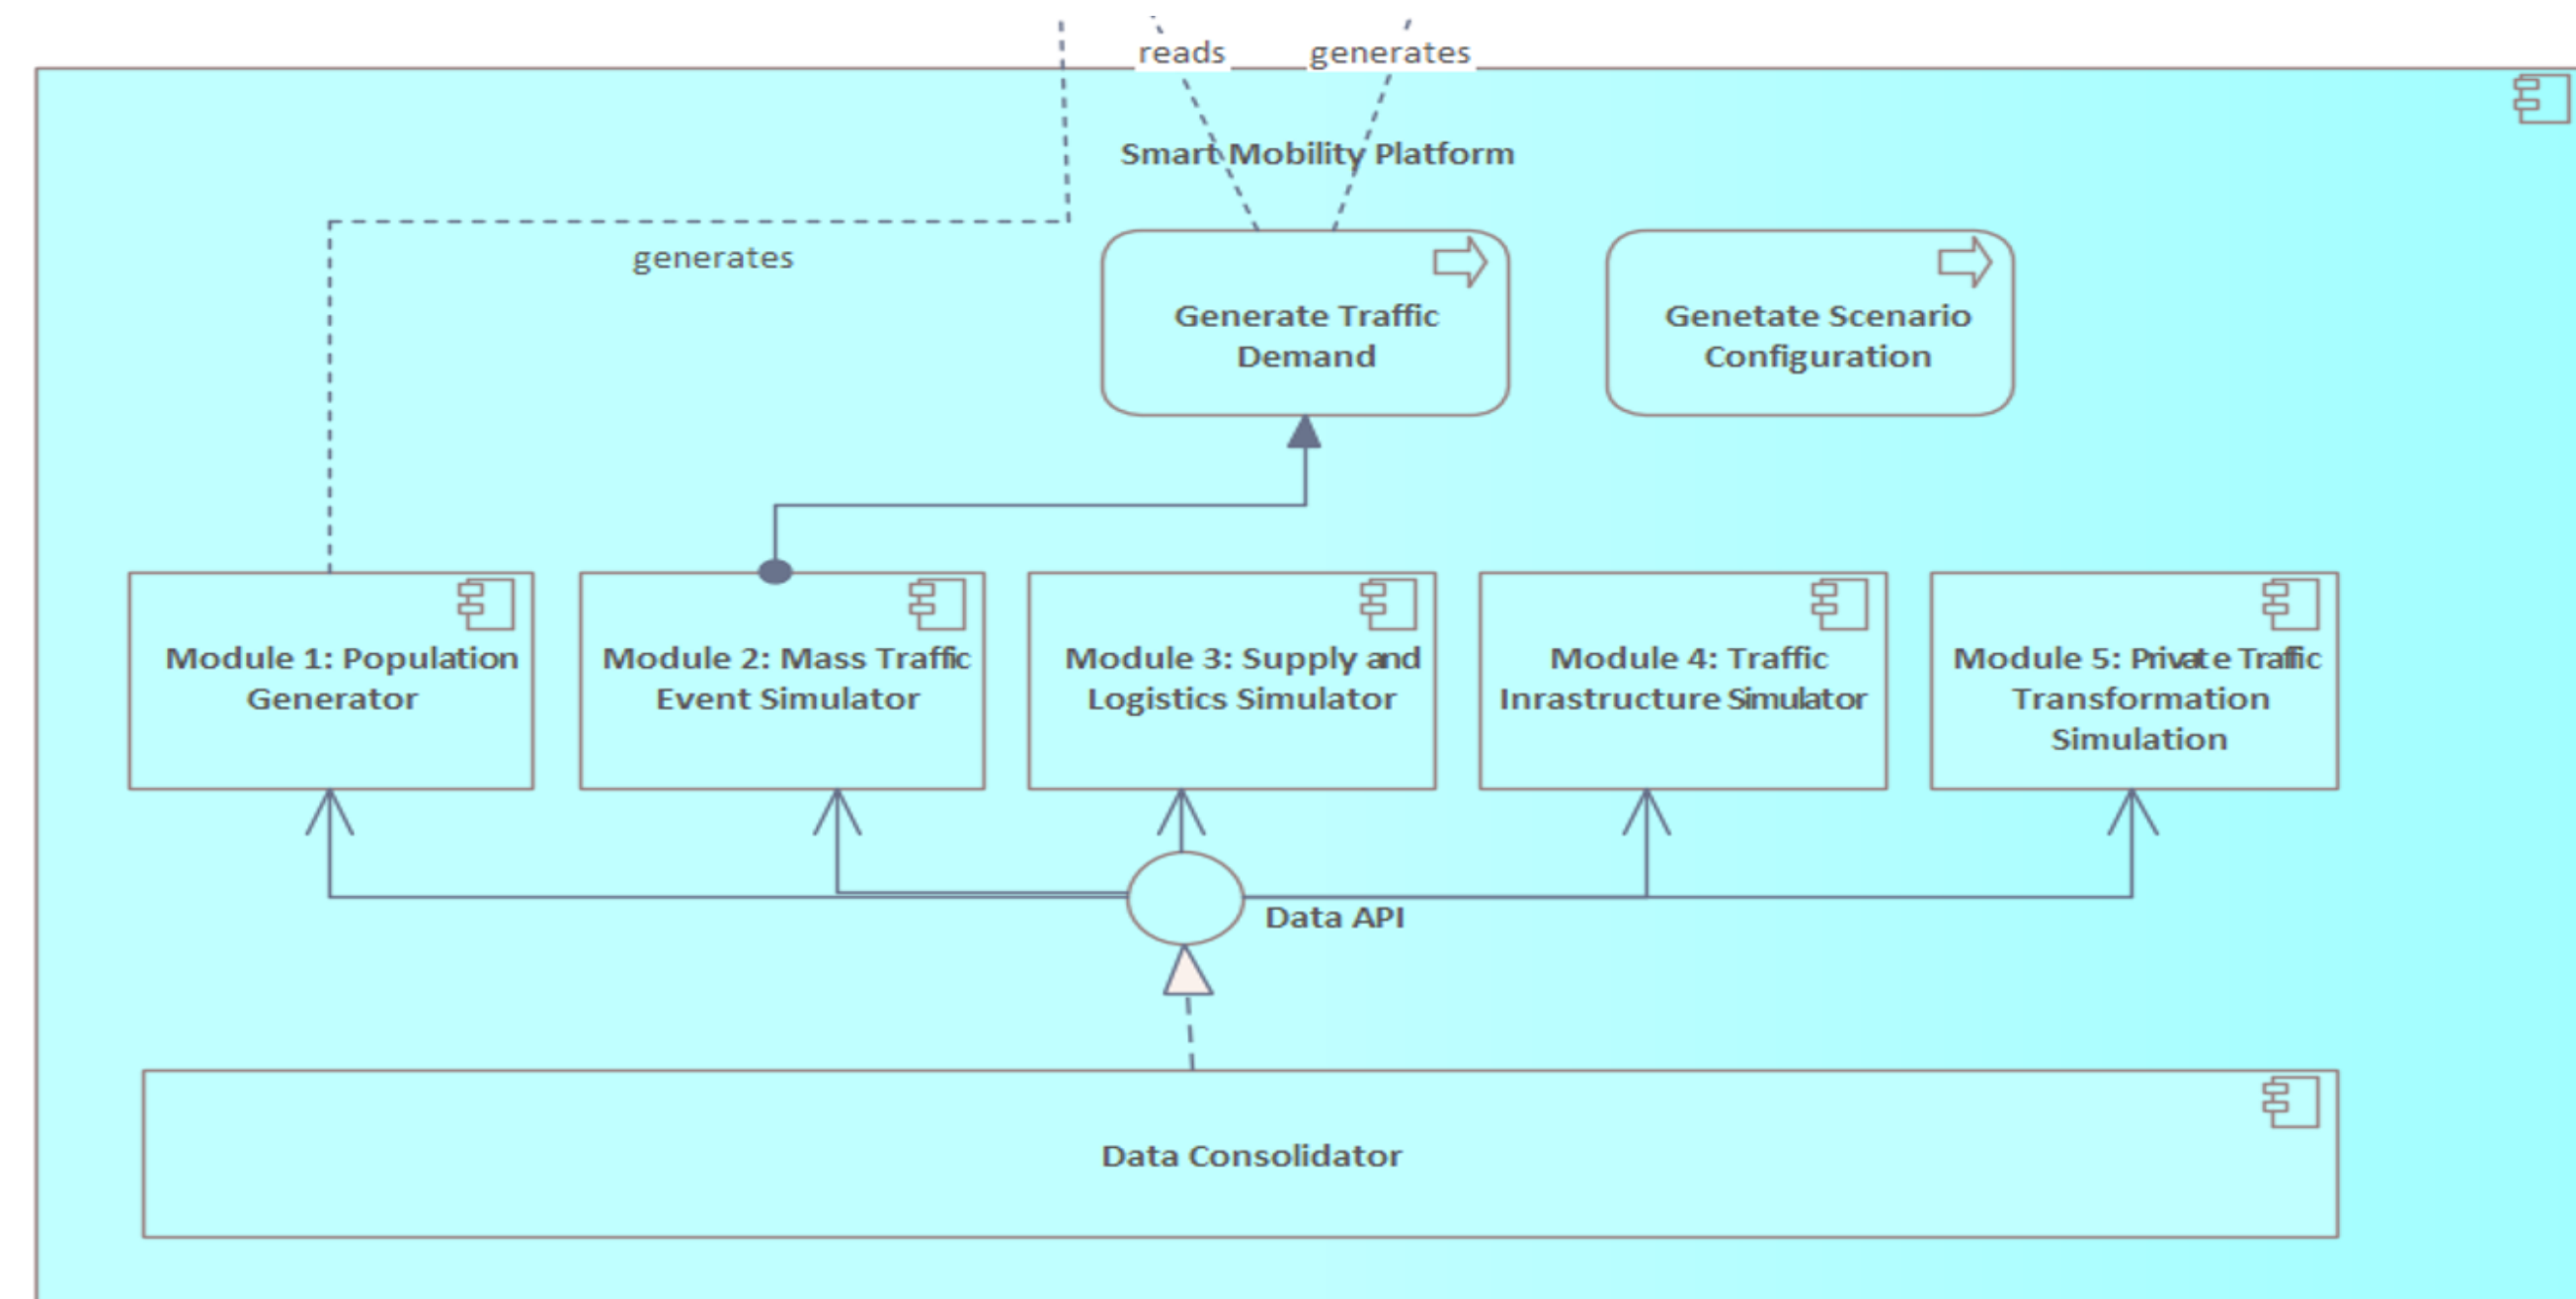 reads
generates
Smart Mobility Platform
generates
Generate Traffic
Demand
Genetate Scenario
Configuration
Module 1: Population
Generator
Module 2: Mass Traffic
Event Simulator
Module 3: Supply and
Logistics Simulator
Module 4: Traffic
Inrastructure Simulator
Module 5: Private Traffic
Transformation
Simulation
Data API
Data Consolidator